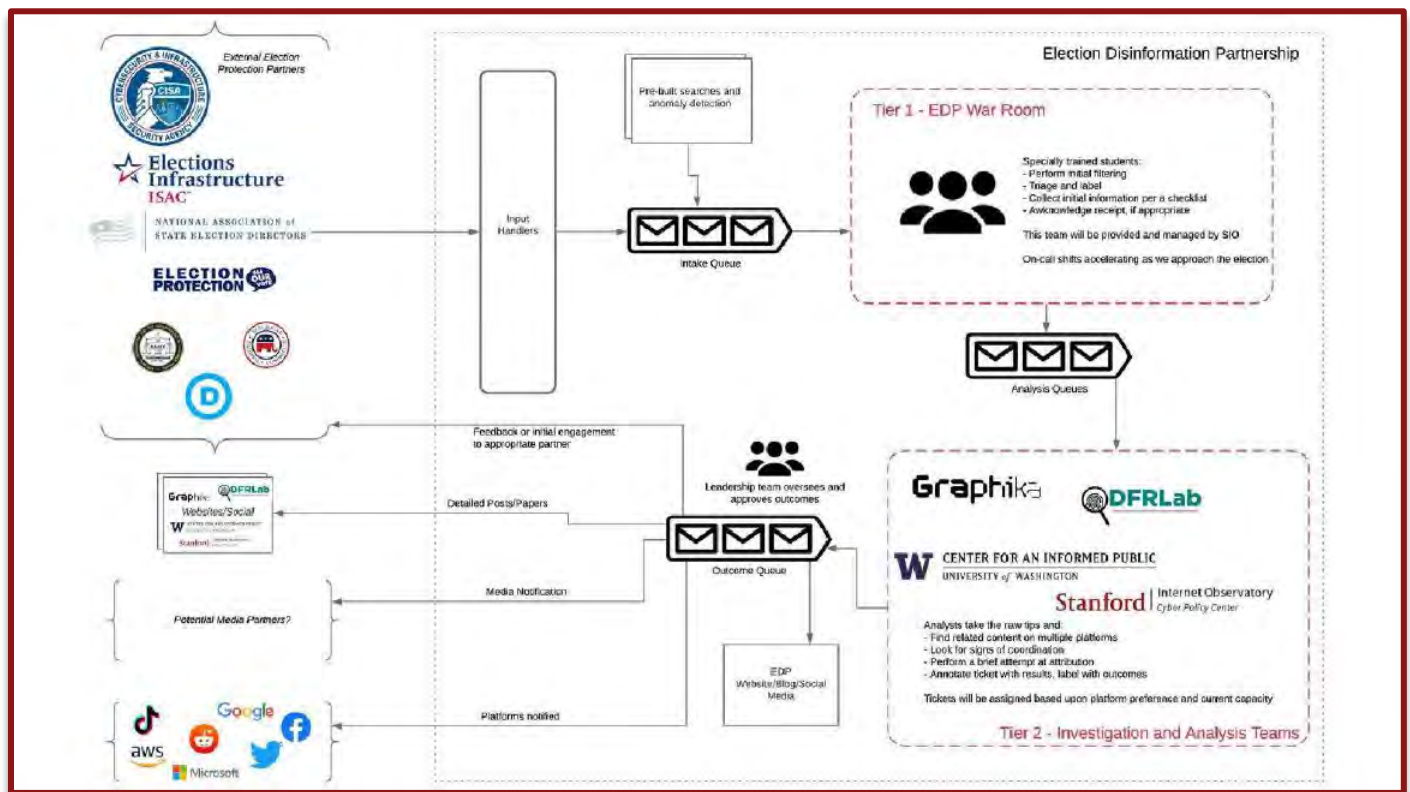 External Election
Protection Partners
CYBERSECURITY & INFRASTRUCTURE
CISA
SECURITY AGENCY
Elections
Infrastructure
ISAC
NATIONAL ASSOCIATION of
STATE ELECTION DIRECTORS
ELECTION
PROTECTION
OUR
D
Election Disinformation Partnership
Input
Handlers
Pre-built searches and
anomaly detection
Intake Queue
Tier 1 - EDP War Room
Specially trained students:
- Perform initial filtering
- Triage and label
- Collect initial information per a checklist
- Awknowledge receipt, if appropriate
This team will be provided and managed by SIO
On-call shifts accelerating as we approach the election
Analysis Queues
Graphika
DFRLab
W CENTER FOR AN INFORMED PUBLIC
UNIVERSITY of WASHINGTON
Stanford Internet Observatory
Cyber Policy Center
Analysts take the raw tips and:
- Find related content on multiple platforms
- Look for signs of coordination
- Perform a brief attempt at attribution
- Annotate ticket with results, label with outcomes
Tickets will be assigned based upon platform preference and current capacity
Tier 2 - Investigation and Analysis Teams
Leadership team oversees and
approves outcomes
Outcome Queue
Feedback or initial engagement
to appropriate partner
Detailed Posts/Papers
Graphika DFRLab
Websites/Social
W
Stanford
Media Notification
Potential Media Partners?
EDP
Website/Blog/Social
Media
Platforms notified
Google
aws
Microsoft